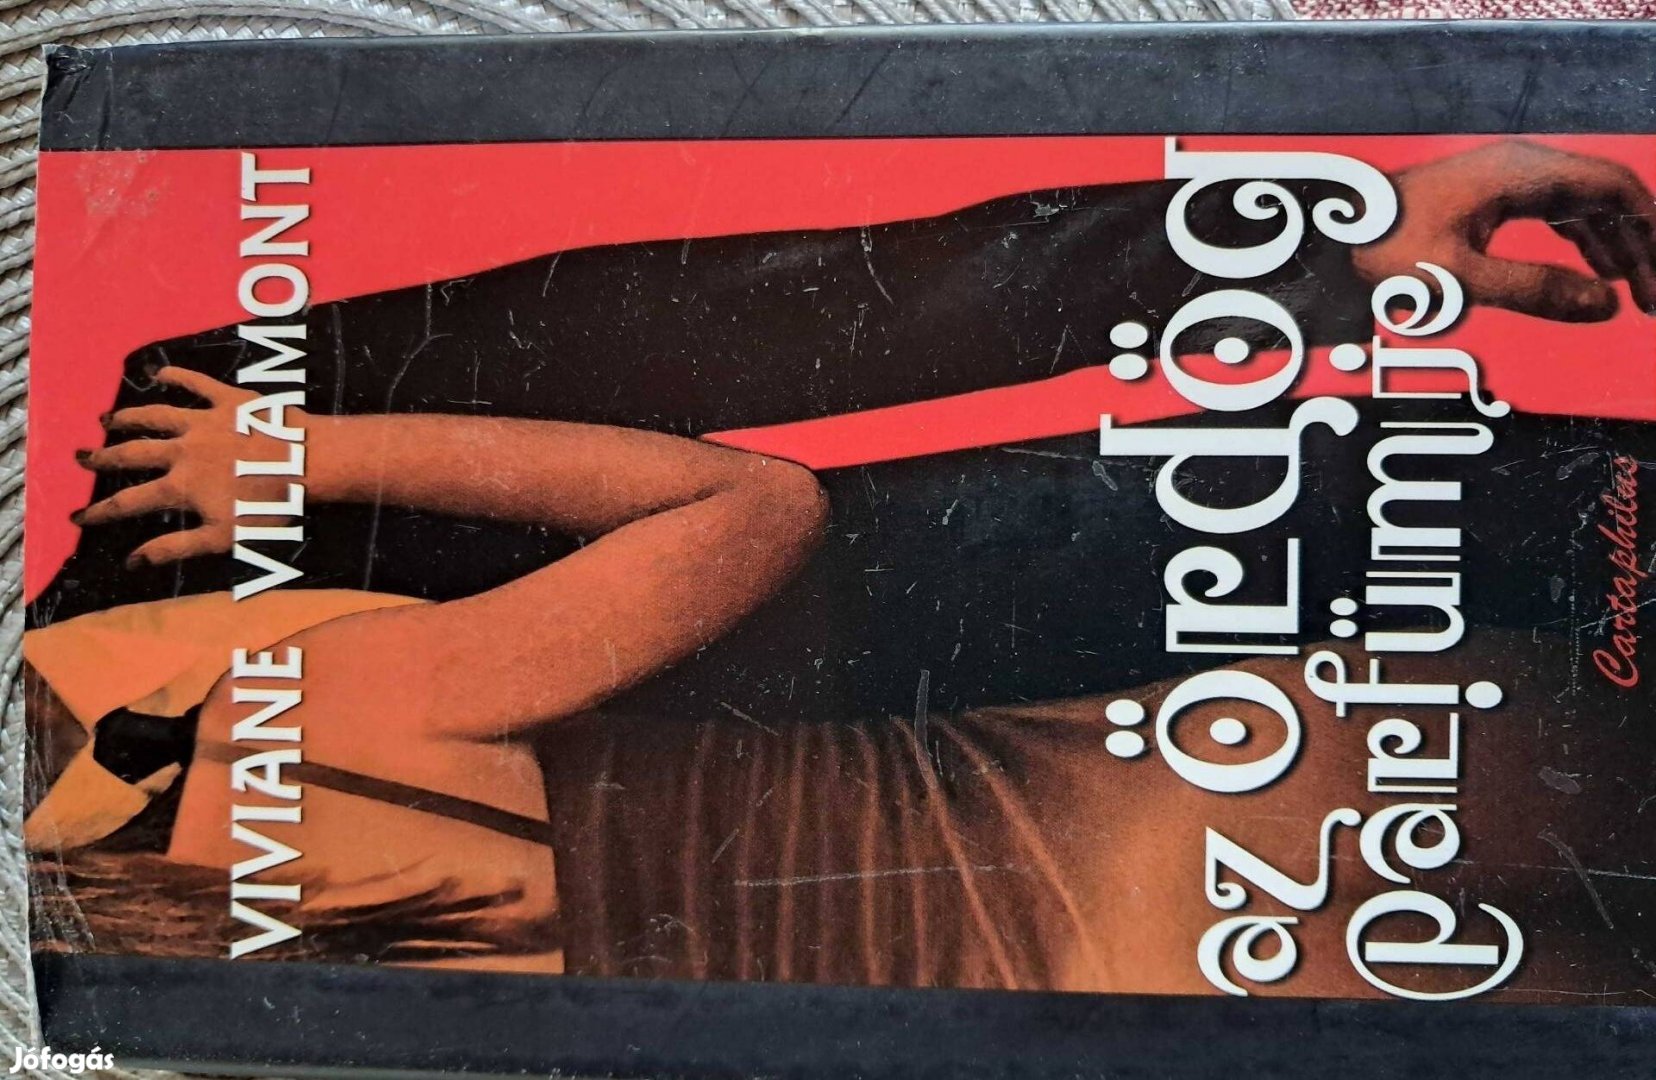 VIVIANE VILLAMONT
az ördög
parfümje
Cartaphilus
Jófogás